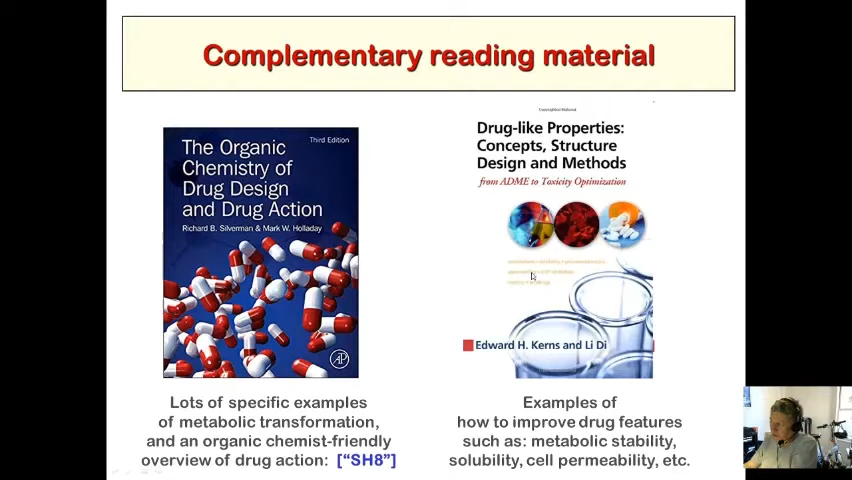 Complementary reading material
The Organic
Chemistry of
Drug Design
and Drug Action
Third Edition
Richard B. Silverman & Mark W. Holladay
AP
Lots of specific examples
of metabolic transformation,
and an organic chemist-friendly
overview of drug action: ["SH8"]
Copyrighted Material
Drug-like Properties:
Concepts, Structure
Design and Methods
from ADME to Toxicity Optimization
Edward H. Kerns and Li Di
Examples of
how to improve drug features
such as: metabolic stability,
solubility, cell permeability, etc.